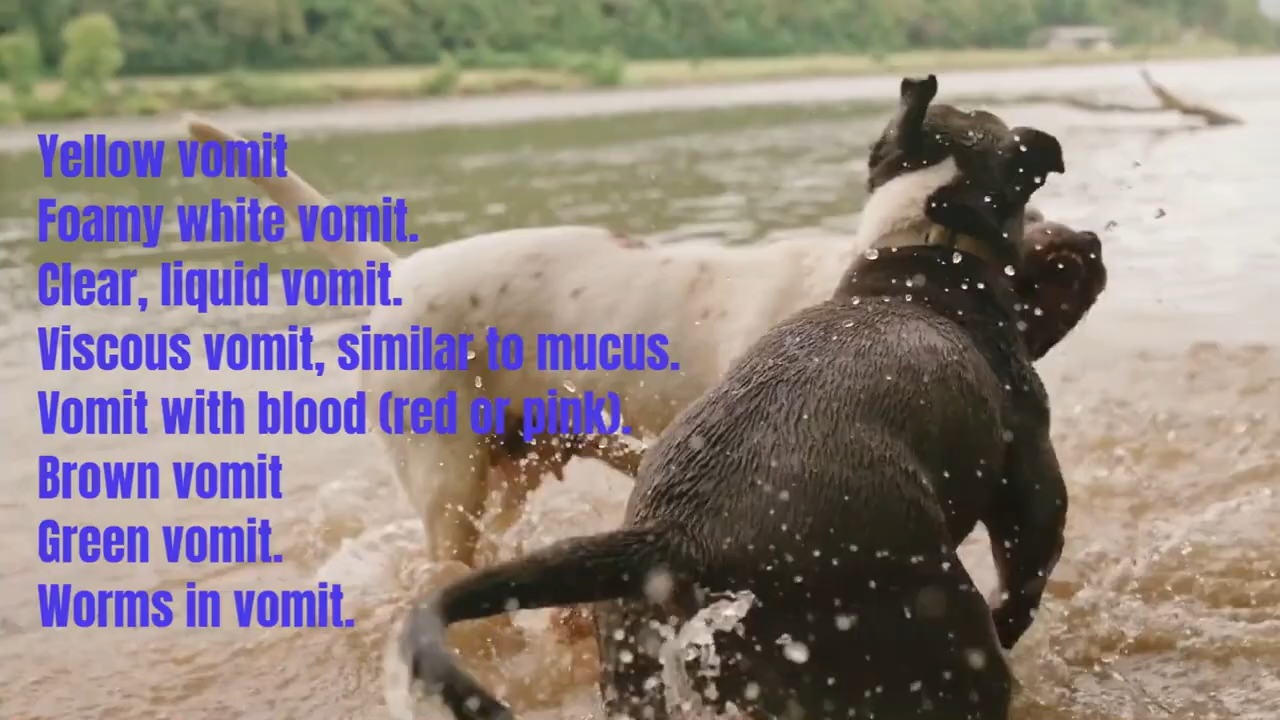 Yellow vomit
Foamy white vomit.
Clear, liquid vomit.
Viscous vomit, similar to mucus.
Vomit with blood (red or pink).
Brown vomit
Green vomit.
Worms in vomit.